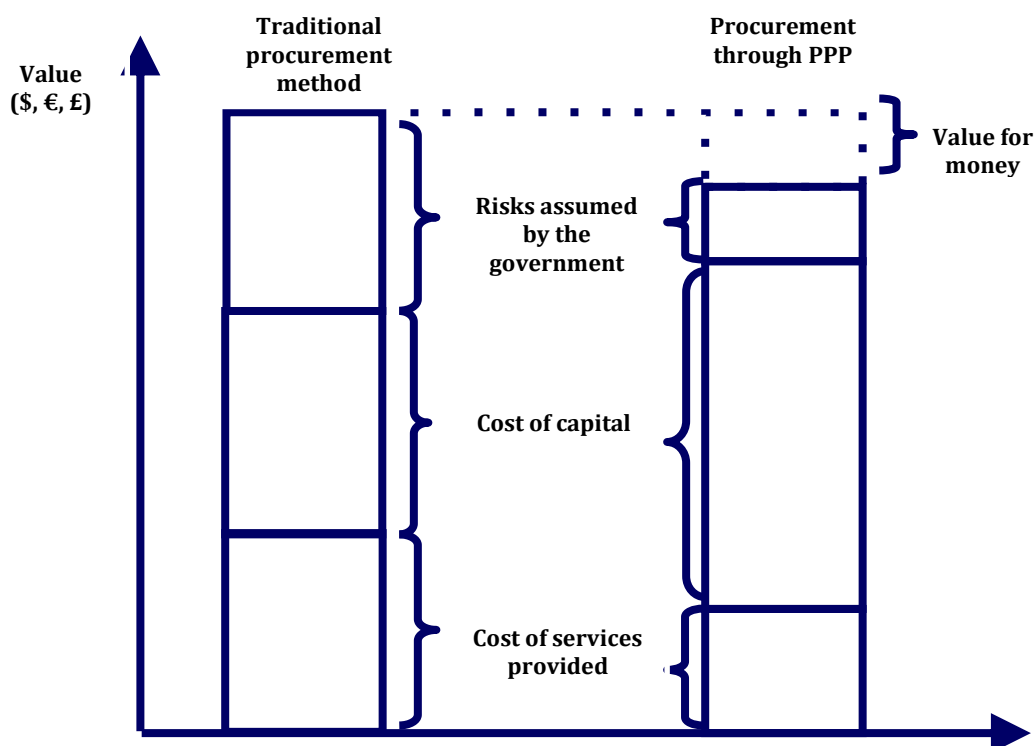 Traditional
procurement
method
Procurement
through PPP
Value
($, €, £)
Value for
money
Risks assumed
by the
government
Cost of capital
Cost of services
provided